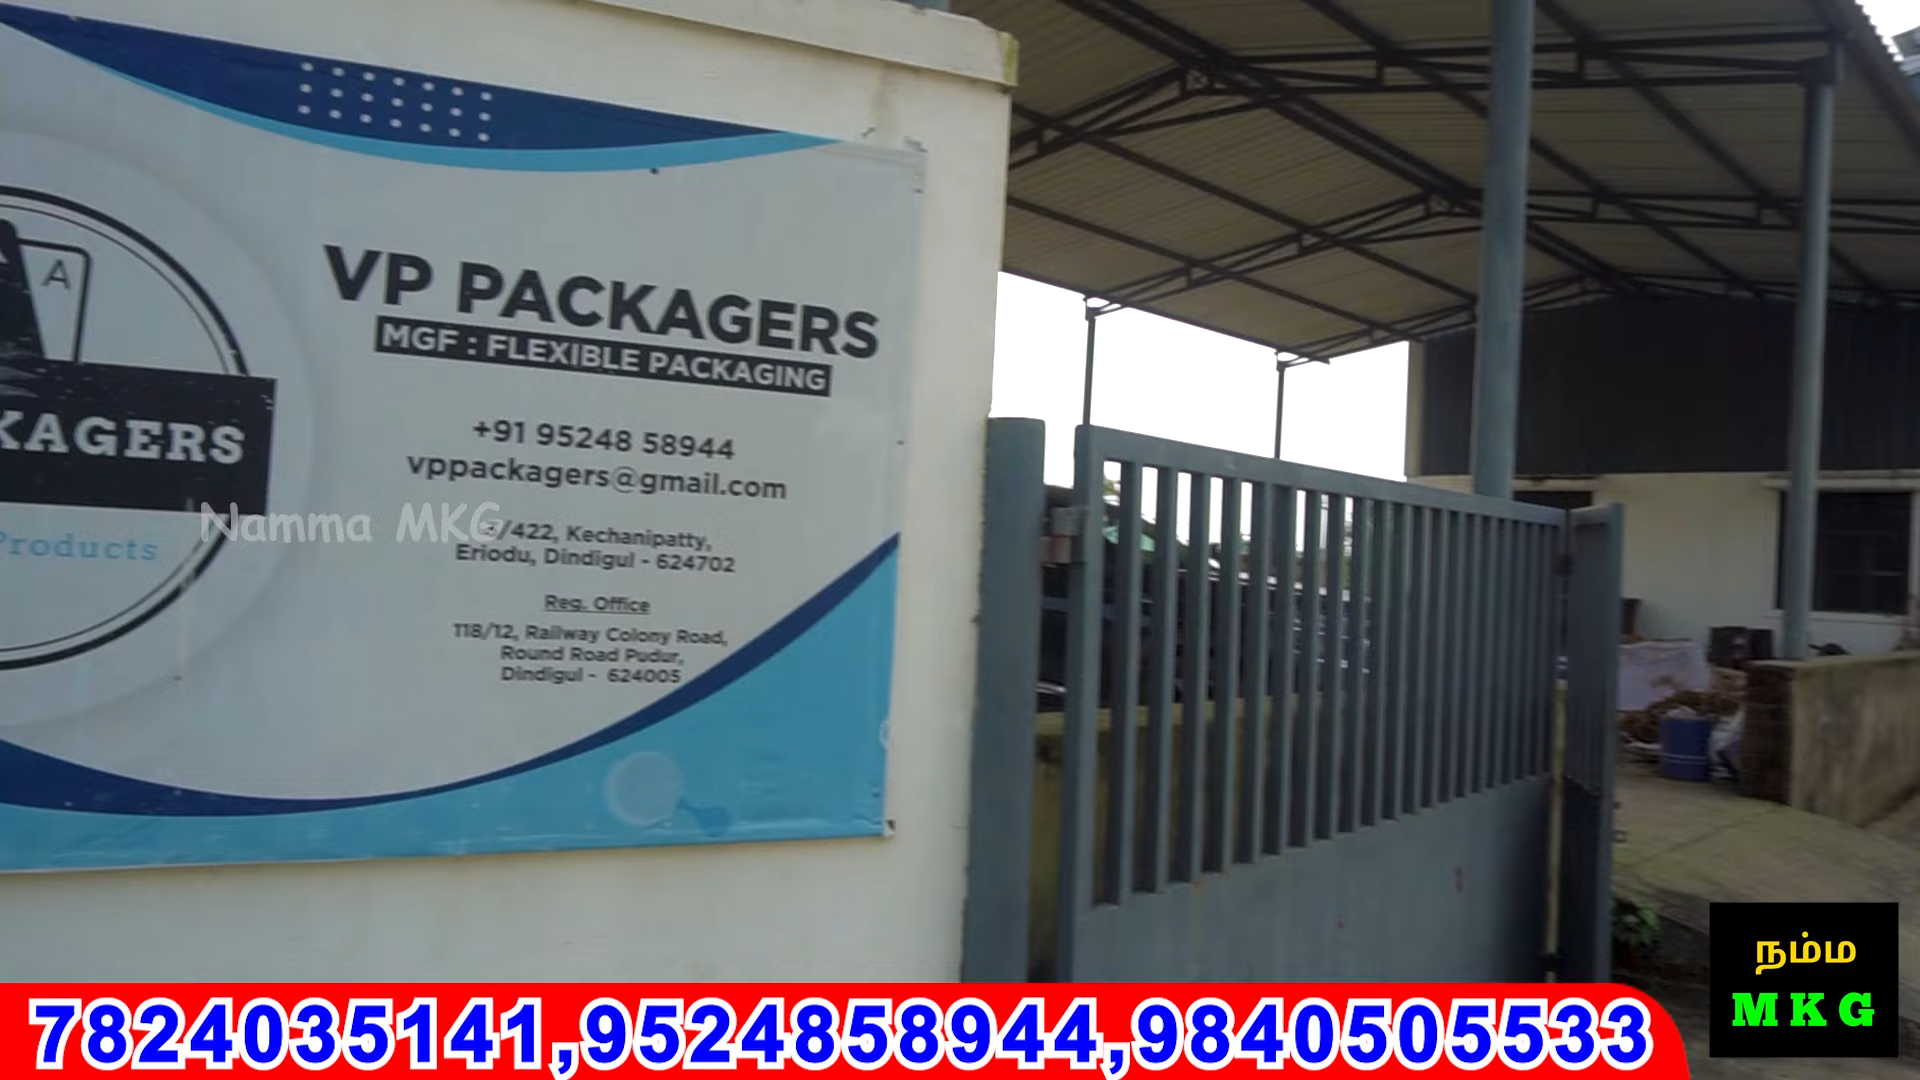 A
VP PACKAGERS
MGF : FLEXIBLE PACKAGING
+91 95248 58944
vppackagers@gmail.com
/422, Kechanipatty,
Eriodu, Dindigul - 624702
Reg. Office
118/12, Railway Colony Road,
Round Road Pudur,
Dindigul - 624005
KAGERS
Products
Namma MKG
7824035141,9524858944,9840505533
நம்ம
MKG